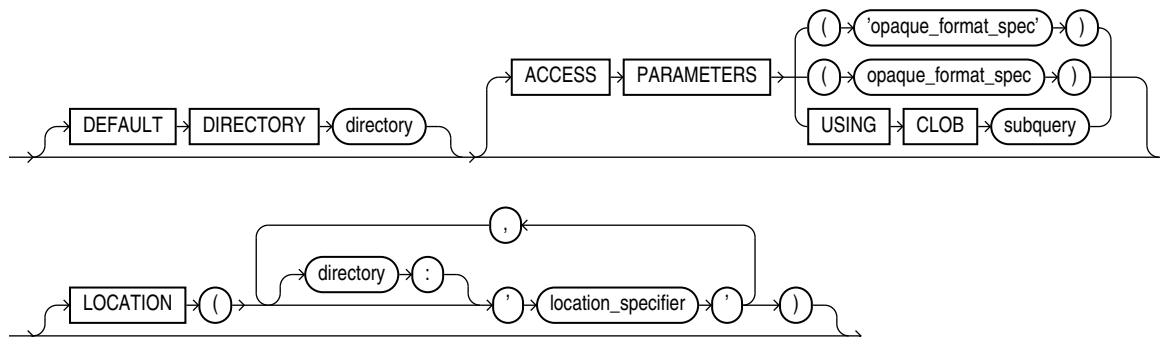 ( 'opaque_format_spec' )
ACCESS PARAMETERS ( opaque_format_spec )
DEFAULT DIRECTORY directory USING CLOB subquery
,
directory :
LOCATION ( ' location_specifier ' )